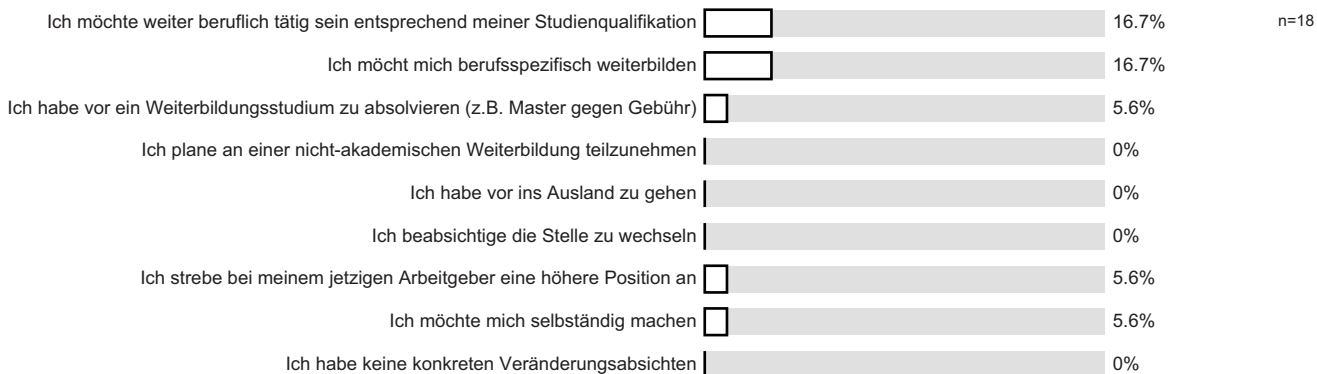 Ich möchte weiter beruflich tätig sein entsprechend meiner Studienqualifikation 16.7% n=18
Ich möcht mich berufsspezifisch weiterbilden 16.7%
Ich habe vor ein Weiterbildungsstudium zu absolvieren (z.B. Master gegen Gebühr) 5.6%
Ich plane an einer nicht-akademischen Weiterbildung teilzunehmen 0%
Ich habe vor ins Ausland zu gehen 0%
Ich beabsichtige die Stelle zu wechseln 0%
Ich strebe bei meinem jetzigen Arbeitgeber eine höhere Position an 5.6%
Ich möchte mich selbständig machen 5.6%
Ich habe keine konkreten Veränderungsabsichten 0%